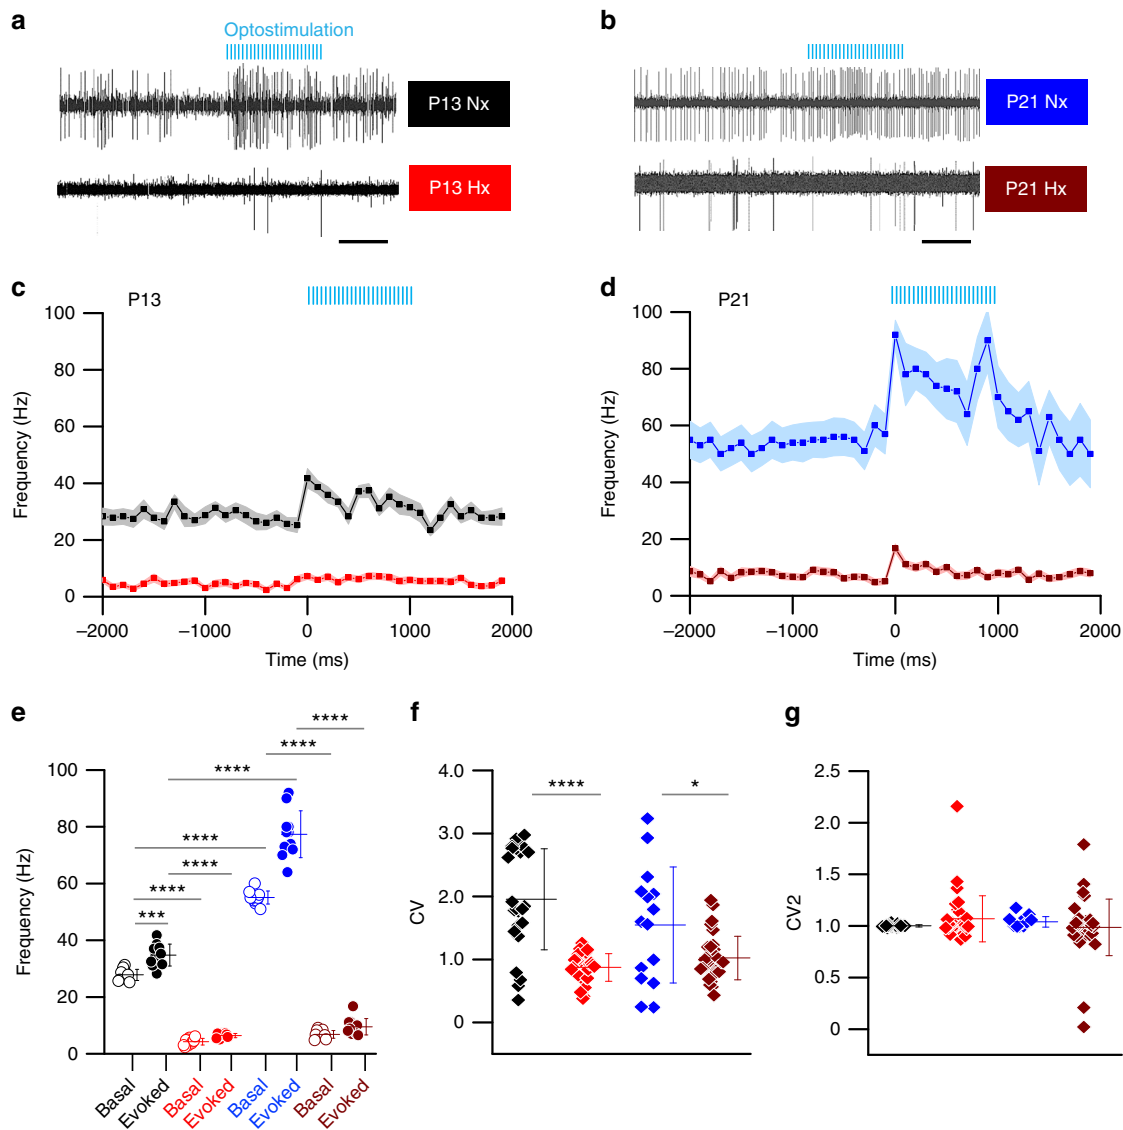 a
Optostimulation
P13 Nx
P13 Hx
b
P21 Nx
P21 Hx
c
P13
100
80
60
40
20
0
Frequency (Hz)
−2000
−1000
0
1000
2000
Time (ms)
d
P21
100
80
60
40
20
0
Frequency (Hz)
−2000
−1000
0
1000
2000
Time (ms)
e
100
80
60
40
20
0
Frequency (Hz)
****
****
****
****
****
****
***
Basal
Evoked
Basal
Evoked
Basal
Evoked
Basal
Evoked
f
4.0
3.0
2.0
1.0
0
CV
****
*
g
2.5
2.0
1.5
1.0
0.5
0
CV2